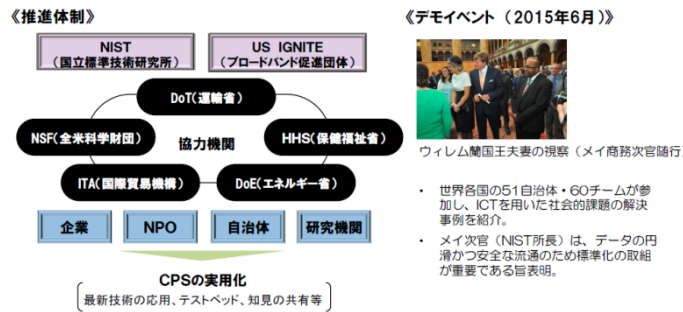 《推進体制》
NIST
(国立標準技術研究所)
US IGNITE
(ブロードバンド促進団体)
DoT(運輸省)
NSF(全米科学財団)
協力機関
HHS(保健福祉省)
ITA(国際貿易機構)
DoE(エネルギー省)
企業
NPO
自治体
研究機関
CPSの実用化
最新技術の応用、テストベッド、知見の共有等
《デモイベント (2015年6月)》
ウィレム蘭国王夫妻の視察(メイ商務次官随行)
• 世界各国の51自治体・60チームが参
加し、ICTを用いた社会的課題の解決
事例を紹介。
• メイ次官(NIST所長)は、データの円
滑かつ安全な流通のため標準化の取組
が重要である旨表明。